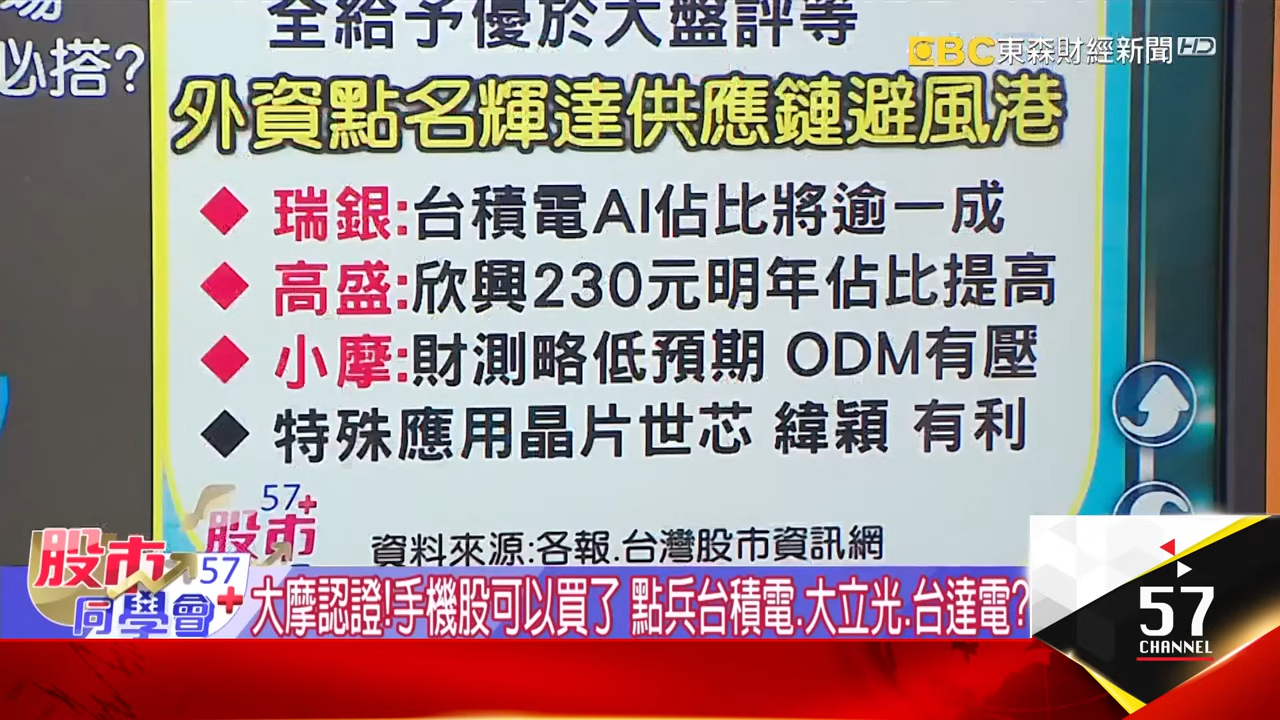 場
必搭?
全給予優於大盤評等
EBC東森財經新聞HD
外資點名輝達供應鏈避風港
◆ 瑞銀:台積電AI佔比將逾一成
◆ 高盛:欣興230元明年佔比提高
◆ 小摩:財測略低預期 ODM有壓
◆ 特殊應用晶片世芯 緯穎 有利
57+
股市
資料來源:各報.台灣股市資訊網
股市 57+
同學會
大摩認證!手機股可以買了 點兵台積電.大立光.台達電?
57
CHANNEL